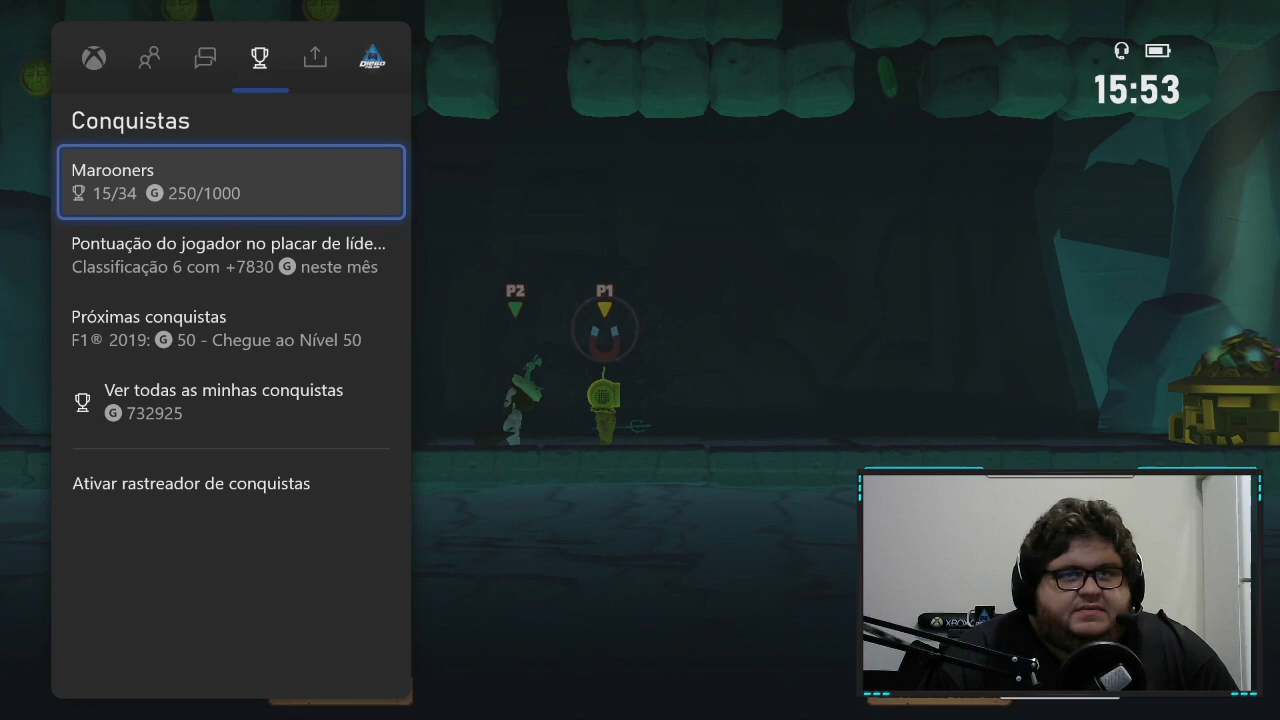 DIEGO
15:53
Conquistas
Marooners
15/34 G 250/1000
Pontuação do jogador no placar de líde...
Classificação 6 com +7830 G neste mês
Próximas conquistas
F1® 2019: G 50 - Chegue ao Nível 50
Ver todas as minhas conquistas
G 732925
Ativar rastreador de conquistas
P2
P1
XBOX